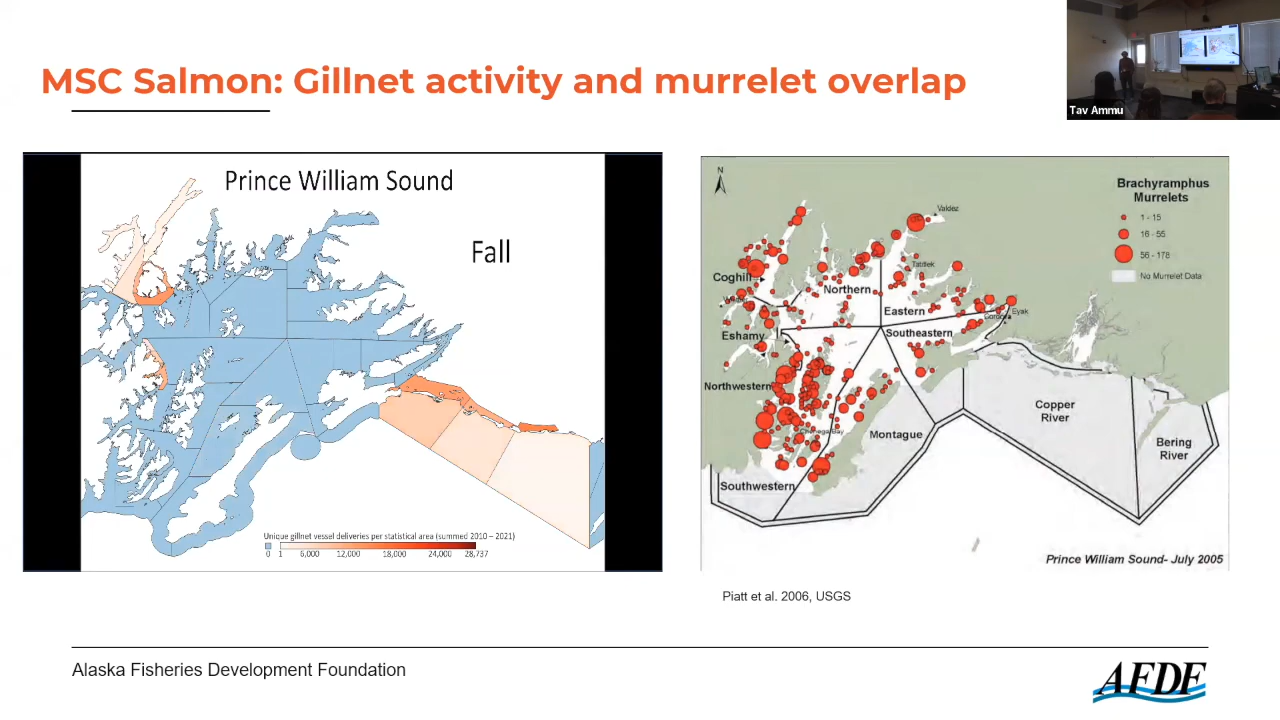 MSC Salmon: Gillnet activity and murrelet overlap
Tav Ammu
Prince William Sound
Fall
Unique gillnet vessel deliveries per statistical area (summed 2010 – 2021)
0 1 6,000 12,000 18,000 24,000 28,737
N
Brachyramphus
Murrelets
1 - 15
16 - 55
56 - 178
No Murrelet Data
Valdez
Tatitlek
Coghill
Northern
Eastern
Eyak
Southeastern
Eshamy
Northwestern
Copper
River
Montague
Bering
River
Southwestern
Prince William Sound- July 2005
Piatt et al. 2006, USGS
Alaska Fisheries Development Foundation
AFDF